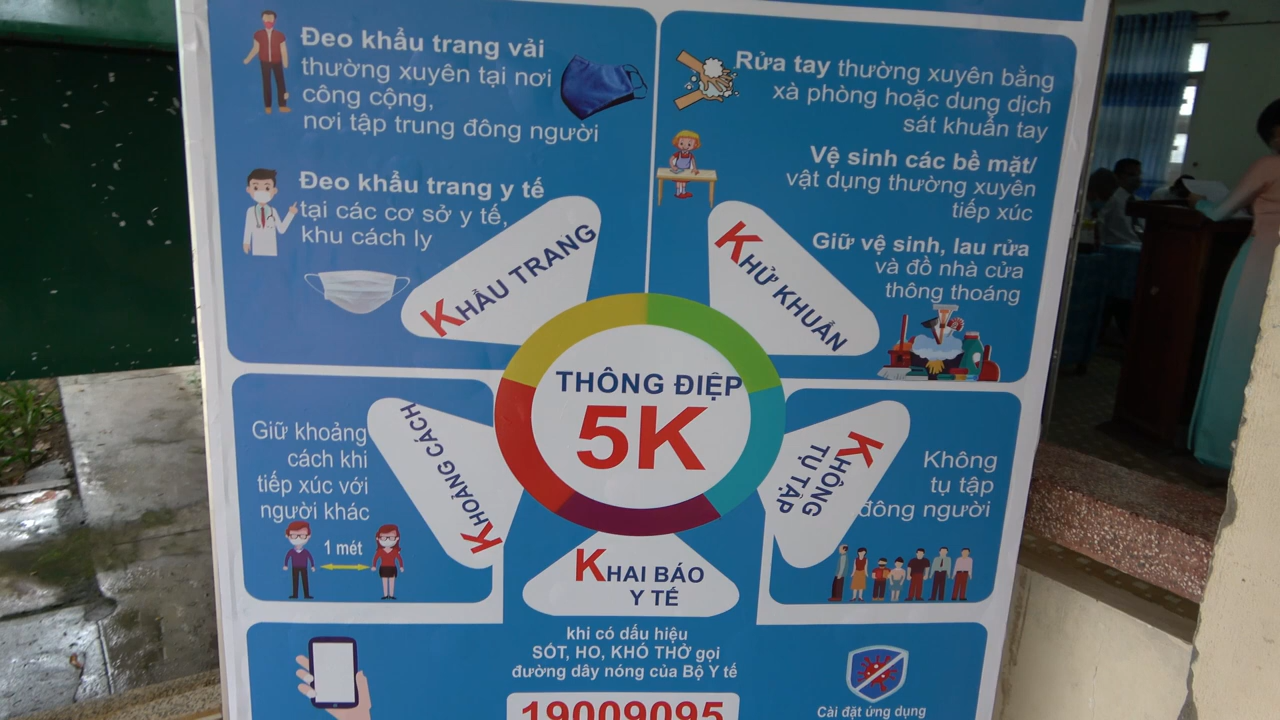 Đeo khẩu trang vải
thường xuyên tại nơi
công cộng,
nơi tập trung đông người
Đeo khẩu trang y tế
tại các cơ sở y tế,
khu cách ly
KHẨU TRANG
Rửa tay thường xuyên bằng
xà phòng hoặc dung dịch
sát khuẩn tay
Vệ sinh các bề mặt/
vật dụng thường xuyên
tiếp xúc
Giữ vệ sinh, lau rửa
và đồ nhà cửa
thông thoáng
KHỬ KHUẨN
THÔNG ĐIỆP
5K
Giữ khoảng
cách khi
tiếp xúc với
người khác
1 mét
KHOẢNG CÁCH
KHÔNG
TỤ TẬP
Không
tụ tập
đông người
KHAI BÁO
Y TẾ
khi có dấu hiệu
SỐT, HO, KHÓ THỞ gọi
đường dây nóng của Bộ Y tế
19009095
Cài đặt ứng dụng